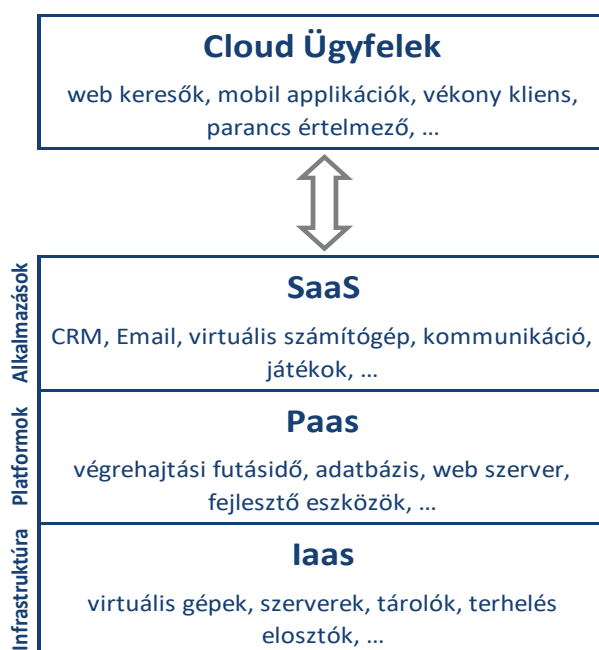 Cloud Ügyfelek
web keresők, mobil applikációk, vékony kliens,
parancs értelmező, ...
Alkalmazások
SaaS
CRM, Email, virtuális számítógép, kommunikáció,
játékok, ...
Platformok
Paas
végrehajtási futásidő, adatbázis, web szerver,
fejlesztő eszközök, ...
Infrastruktúra
Iaas
virtuális gépek, szerverek, tárolók, terhelés
elosztók, ...